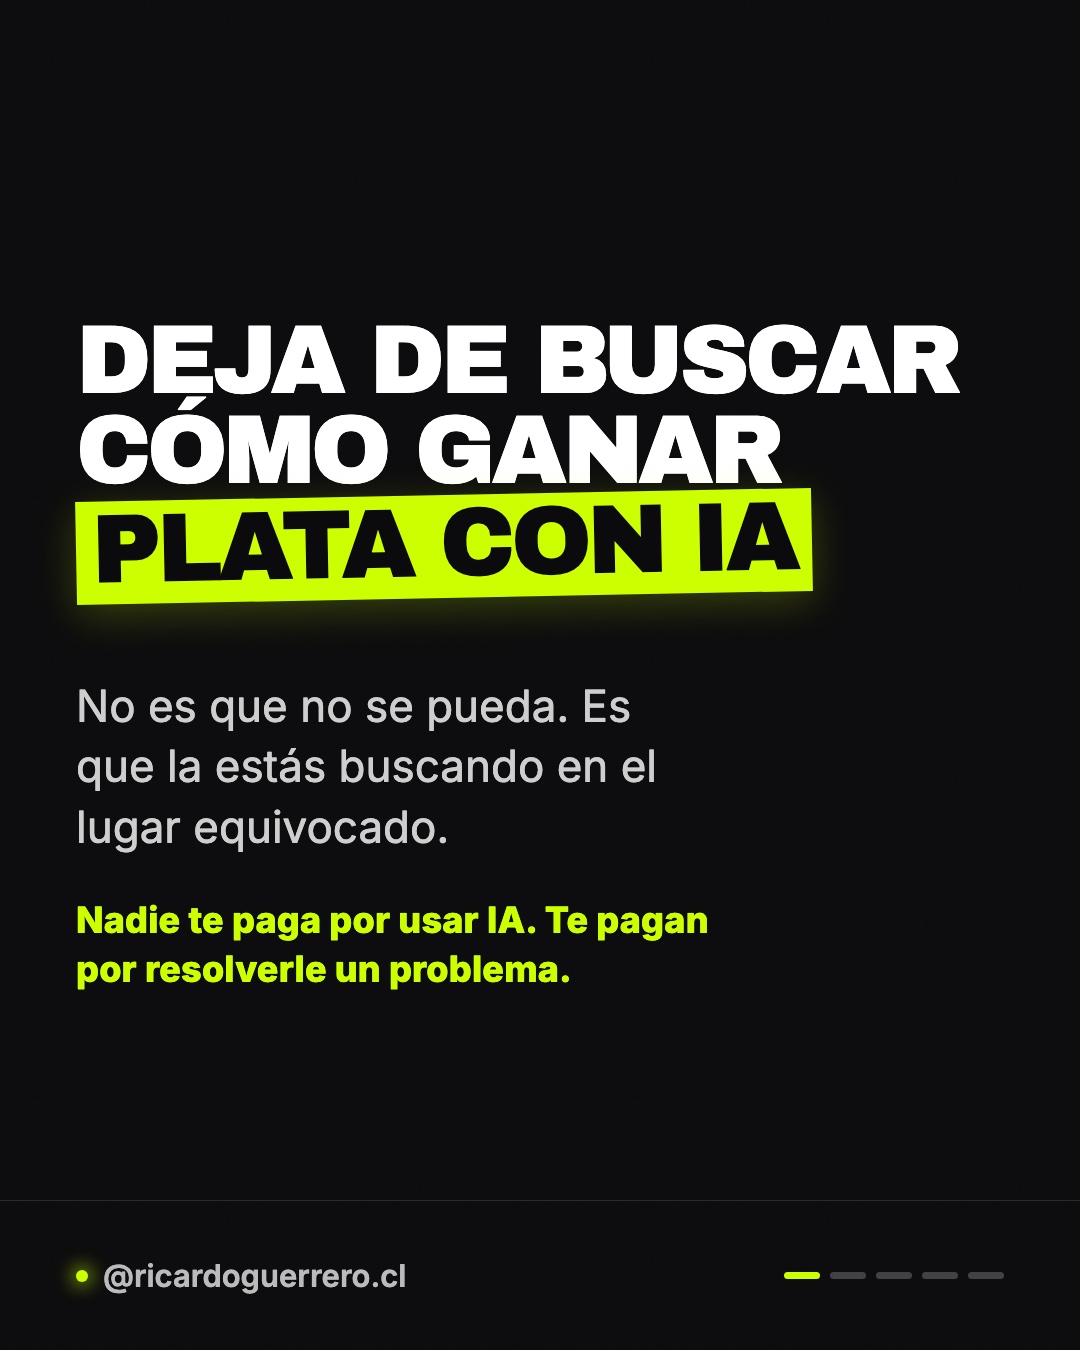 DEJA DE BUSCAR
CÓMO GANAR
PLATA CON IA
No es que no se pueda. Es
que la estás buscando en el
lugar equivocado.
Nadie te paga por usar IA. Te pagan
por resolverle un problema.
@ricardoguerrero.cl